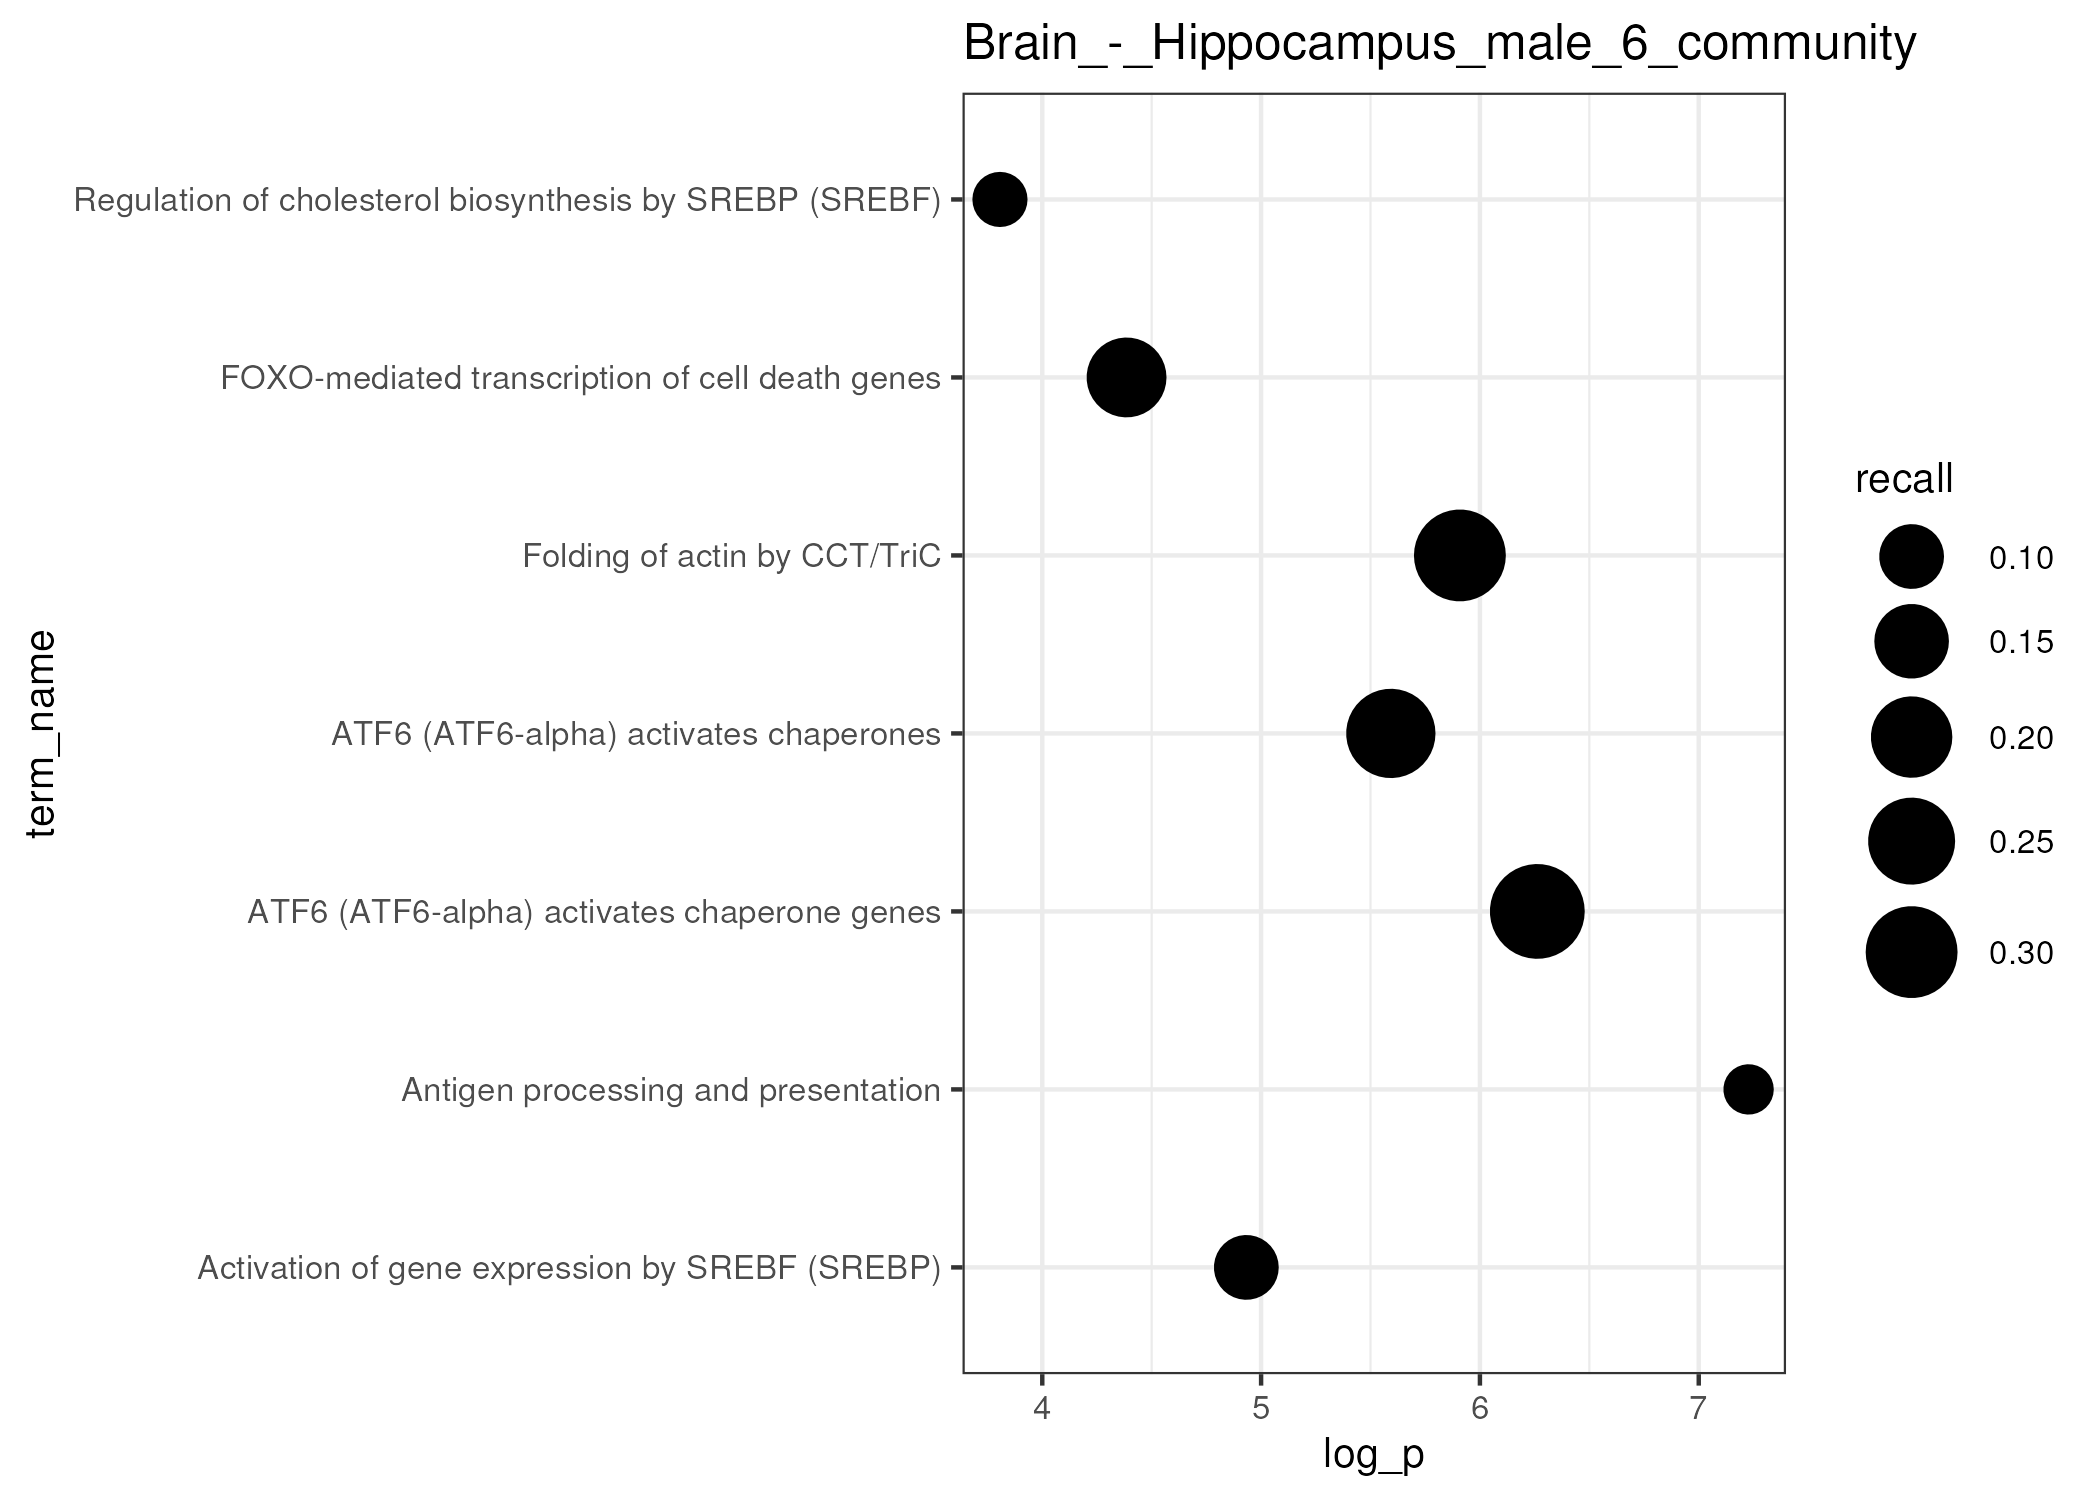 Brain_-_Hippocampus_male_6_community
Regulation of cholesterol biosynthesis by SREBP (SREBF)
FOXO-mediated transcription of cell death genes
Folding of actin by CCT/TriC
ATF6 (ATF6-alpha) activates chaperones
ATF6 (ATF6-alpha) activates chaperone genes
Antigen processing and presentation
Activation of gene expression by SREBF (SREBP)
term_name
4 5 6 7
log_p
recall
0.10
0.15
0.20
0.25
0.30